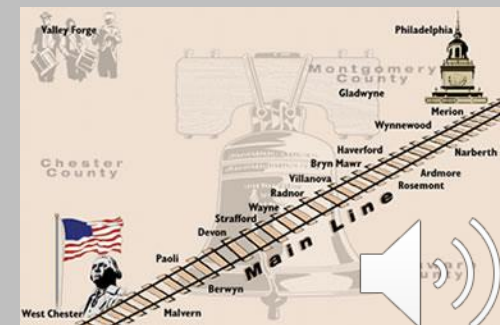 Valley Forge
Philadelphia
Montgomery
County
Gladwyne
Merion
Wynnewood
Narberth
Haverford
Bryn Mawr
Ardmore
Villanova
Rosemont
Radnor
Wayne
Chester
County
Strafford
Main Line
Devon
Paoli
Berwyn
West Chester
Malvern